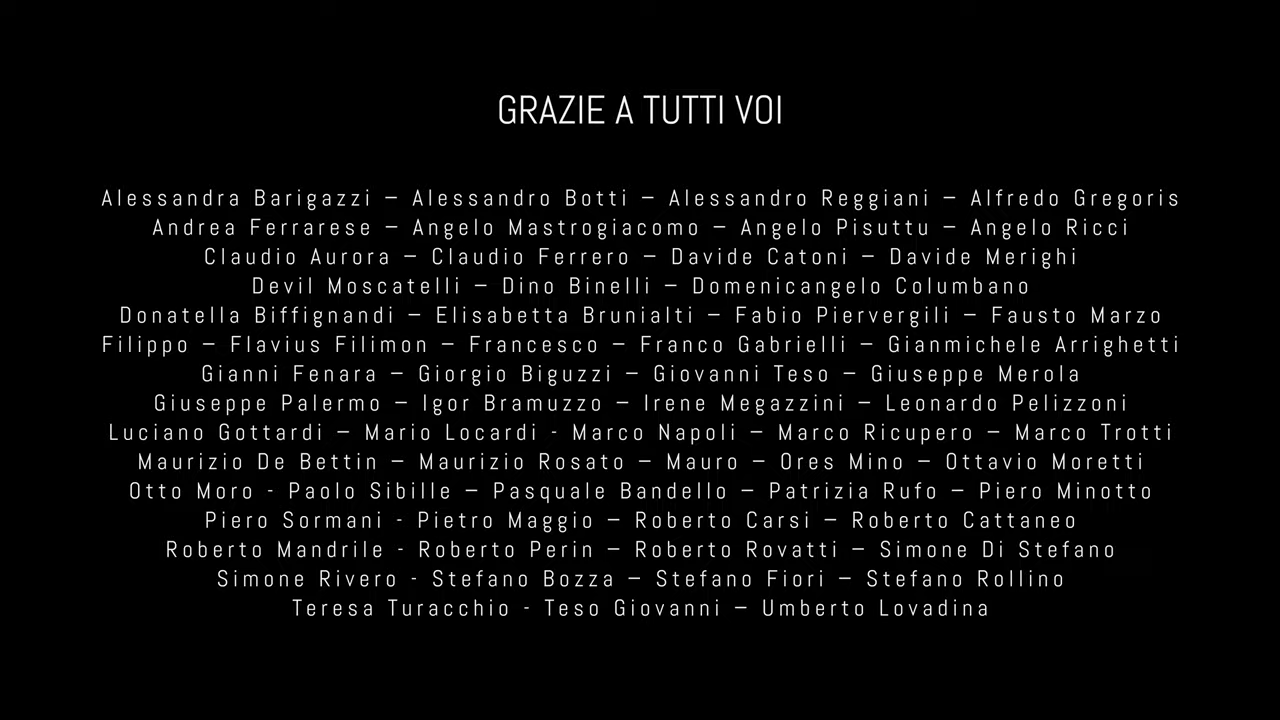 GRAZIE A TUTTI VOI
Alessandra Barigazzi – Alessandro Botti – Alessandro Reggiani – Alfredo Gregoris
Andrea Ferrarese – Angelo Mastrogiacomo – Angelo Pisuttu – Angelo Ricci
Claudio Aurora – Claudio Ferrero – Davide Catoni – Davide Merighi
Devil Moscatelli – Dino Binelli – Domenicangelo Columbano
Donatella Biffignandi – Elisabetta Brunialti – Fabio Piervergili – Fausto Marzo
Filippo – Flavius Filimon – Francesco – Franco Gabrielli – Gianmichele Arrighetti
Gianni Fenara – Giorgio Biguzzi – Giovanni Teso – Giuseppe Merola
Giuseppe Palermo – Igor Bramuzzo – Irene Megazzini – Leonardo Pelizzoni
Luciano Gottardi – Mario Locardi - Marco Napoli – Marco Ricupero – Marco Trotti
Maurizio De Bettin – Maurizio Rosato – Mauro – Ores Mino – Ottavio Moretti
Otto Moro - Paolo Sibille – Pasquale Bandello – Patrizia Rufo – Piero Minotto
Piero Sormani - Pietro Maggio – Roberto Carsi – Roberto Cattaneo
Roberto Mandrile - Roberto Perin – Roberto Rovatti – Simone Di Stefano
Simone Rivero - Stefano Bozza – Stefano Fiori – Stefano Rollino
Teresa Turacchio - Teso Giovanni – Umberto Lovadina